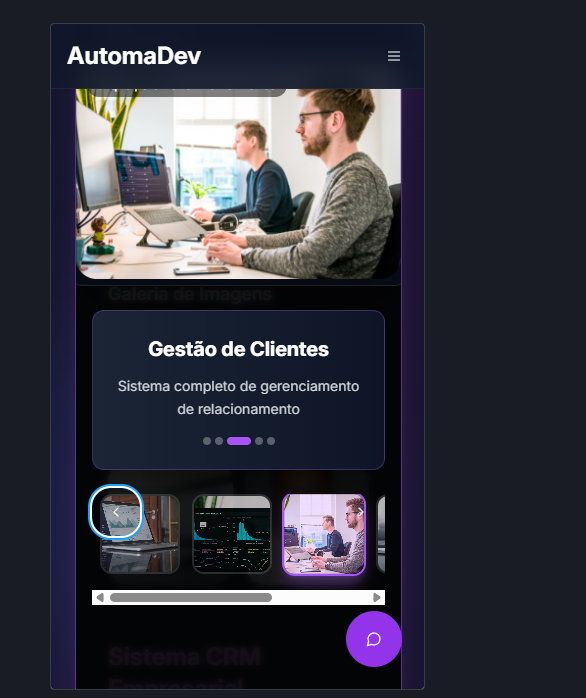 AutomaDev
Galeria de Imagens
Gestão de Clientes
Sistema completo de gerenciamento
de relacionamento
Sistema CRM
Empresarial